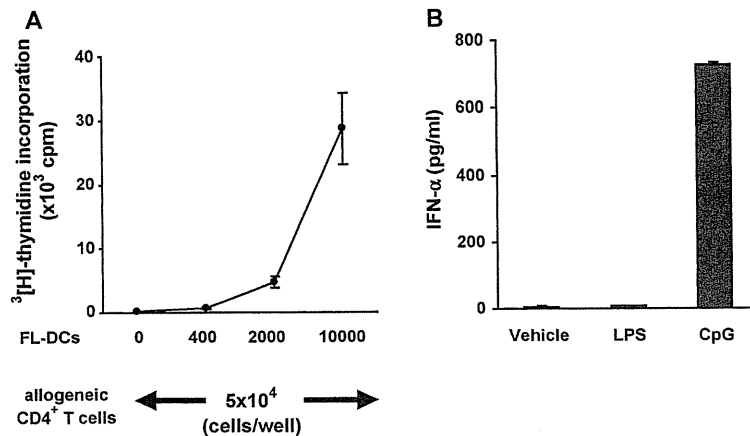 A
³[H]-thymidine incorporation
(x10³ cpm)
40
30
20
10
0
FL-DCs
0 400 2000 10000
allogeneic
CD4⁺ T cells
5x10⁴
(cells/well)
B
IFN-α (pg/ml)
800
600
400
200
0
Vehicle LPS CpG